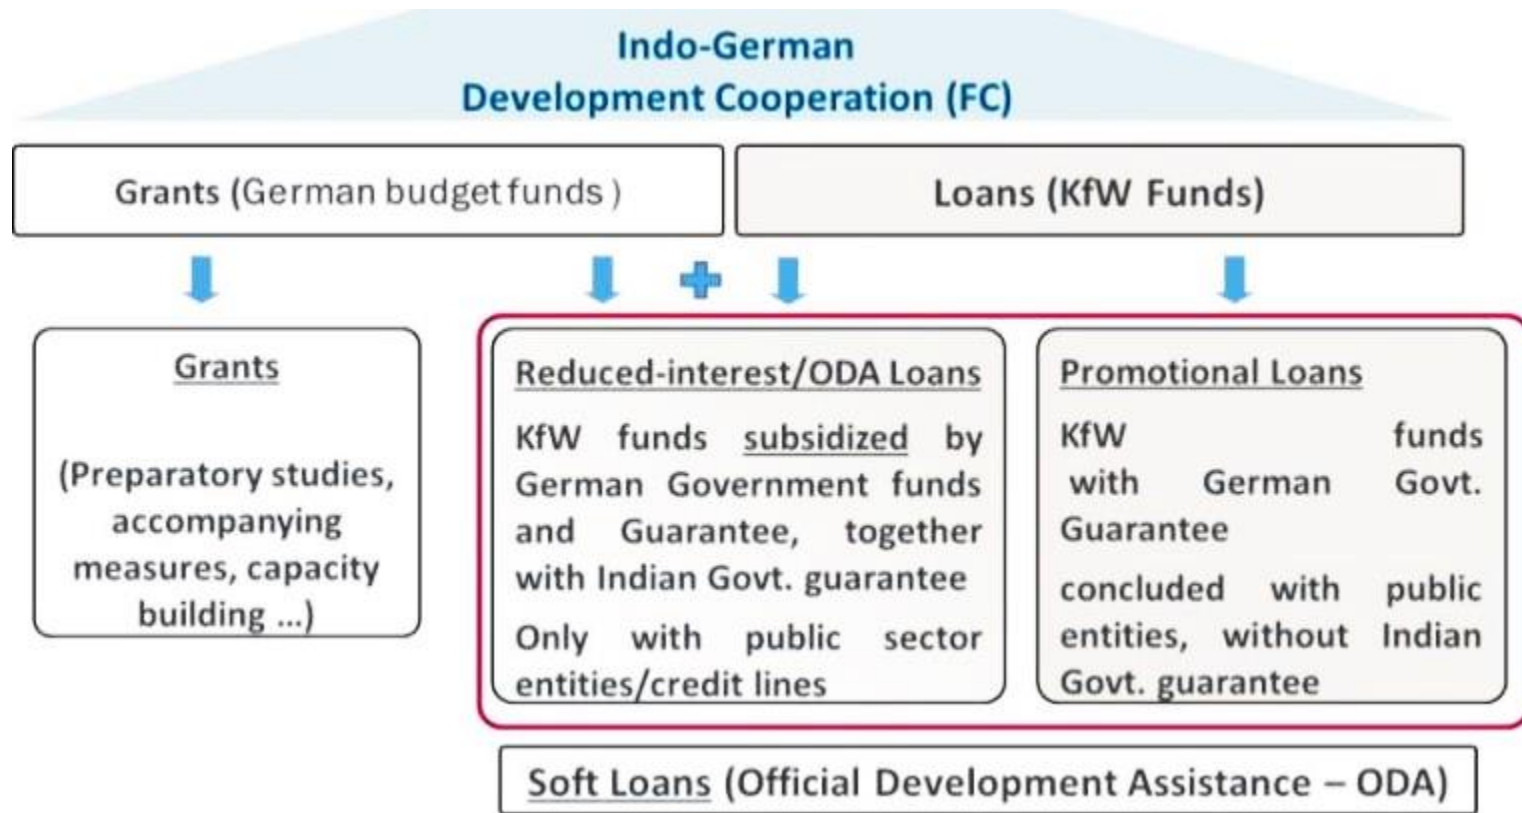 Indo-German
Development Cooperation (FC)
Grants (German budget funds )
Loans (KfW Funds)
Grants
(Preparatory studies,
accompanying
measures, capacity
building ...)
Reduced-interest/ODA Loans
KfW funds subsidized by
German Government funds
and Guarantee, together
with Indian Govt. guarantee
Only with public sector
entities/credit lines
Promotional Loans
KfW funds
with German Govt.
Guarantee
concluded with public
entities, without Indian
Govt. guarantee
Soft Loans (Official Development Assistance – ODA)